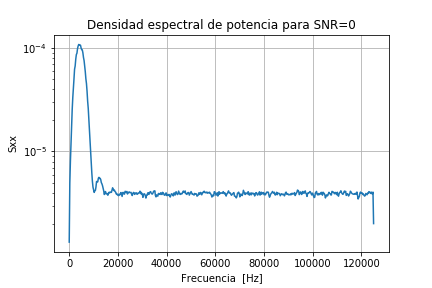 Densidad espectral de potencia para SNR=0
10⁻⁴
10⁻⁵
Sxx
0 20000 40000 60000 80000 100000 120000
Frecuencia [Hz]